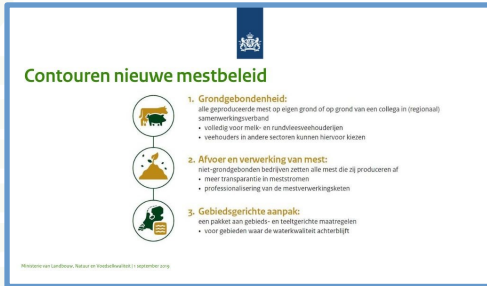 Contouren nieuwe mestbeleid
1. Grondgebondenheid:
alle geproduceerde mest op eigen grond of op grond van een collega in (regionaal)
samenwerkingsverband
• volledig voor melk- en rundvleesveehouderijen
• veehouders in andere sectoren kunnen hiervoor kiezen
2. Afvoer en verwerking van mest:
niet-grondgebonden bedrijven zetten alle mest die zij produceren af
• meer transparantie in meststromen
• professionalisering van de mestverwerkingsketen
3. Gebiedsgerichte aanpak:
een pakket aan gebieds- en teeltgerichte maatregelen
• voor gebieden waar de waterkwaliteit achterblijft
Ministerie van Landbouw, Natuur en Voedselkwaliteit | 1 september 2019